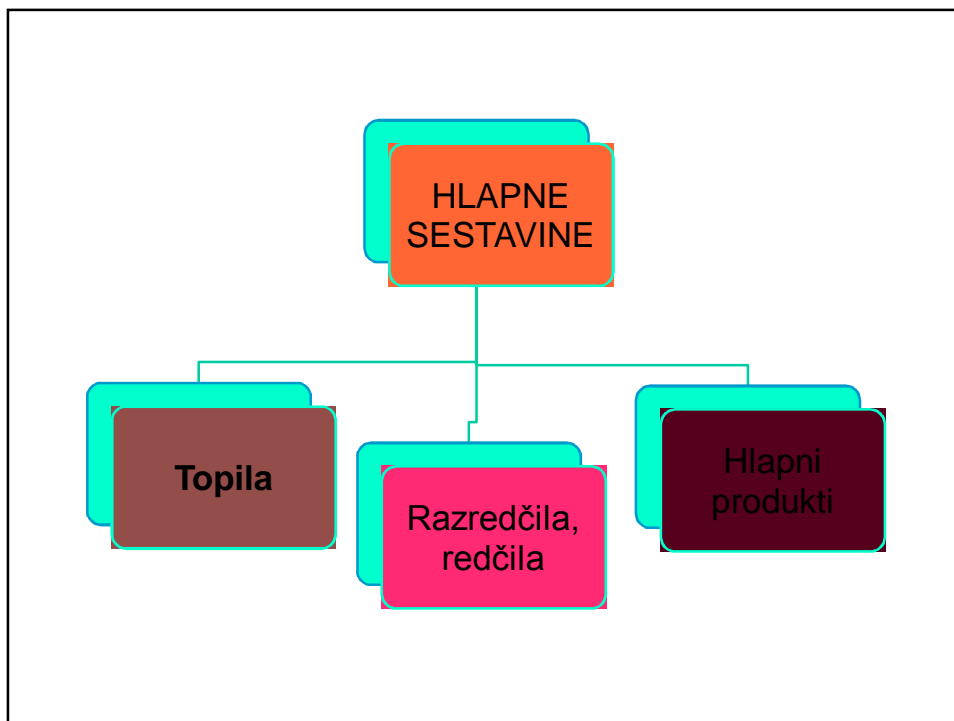 HLAPNE
SESTAVINE
Topila
Razredčila,
redčila
Hlapni
produkti